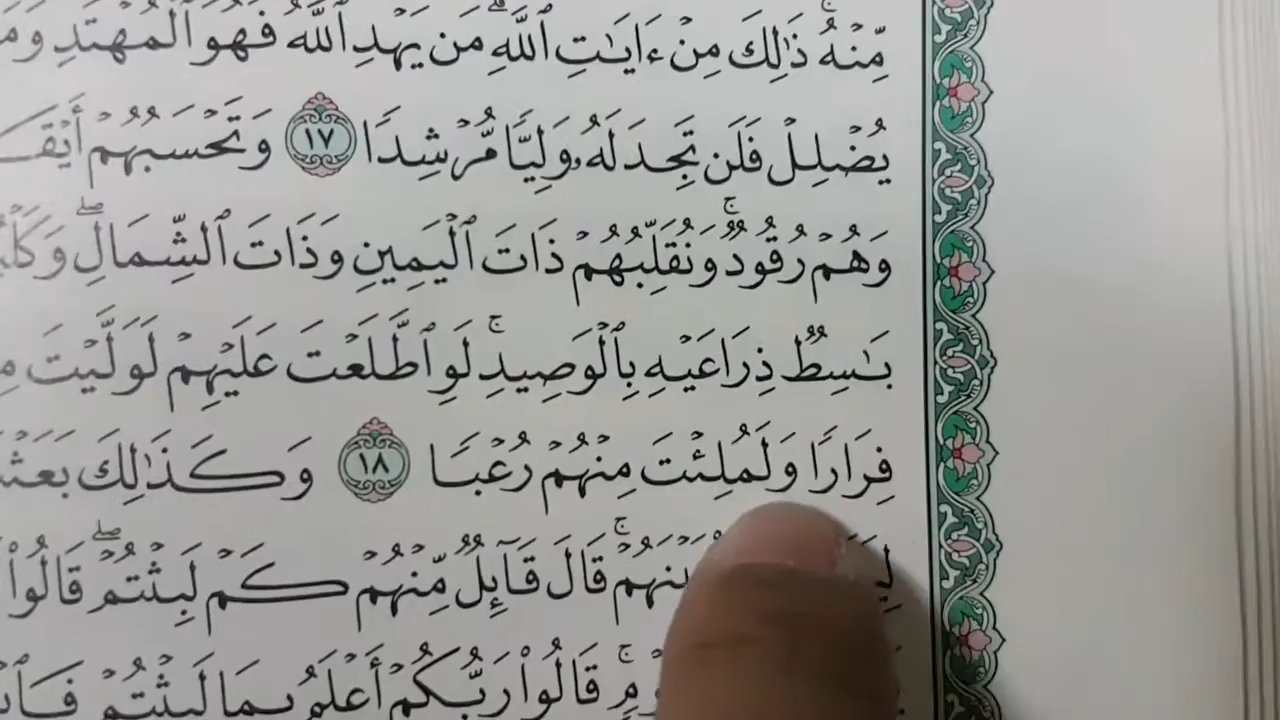 مِّنْهُ ۚ ذَٰلِكَ مِنْ ءَايَٰتِ ٱللَّهِ ۗ مَن يَهْدِ ٱللَّهُ فَهُوَ ٱلْمُهْتَدِ
يُضْلِلْ فَلَن تَجِدَ لَهُۥ وَلِيًّا مُّرْشِدًا ١٧ وَتَحْسَبُهُمْ
وَهُمْ رُقُودٌ ۚ وَنُقَلِّبُهُمْ ذَاتَ ٱلْيَمِينِ وَذَاتَ ٱلشِّمَالِ ۖ
بَٰسِطٌ ذِرَاعَيْهِ بِٱلْوَصِيدِ ۚ لَوِ ٱطَّلَعْتَ عَلَيْهِمْ لَوَلَّيْتَ
فِرَارًا وَلَمُلِئْتَ مِنْهُمْ رُعْبًا ١٨ وَكَذَٰلِكَ
قَالَ قَآئِلٌ مِّنْهُمْ كَمْ لَبِثْتُمْ ۖ قَالُوا۟
قَالُوا۟ رَبُّكُمْ أَعْلَمُ بِمَا لَبِثْتُمْ